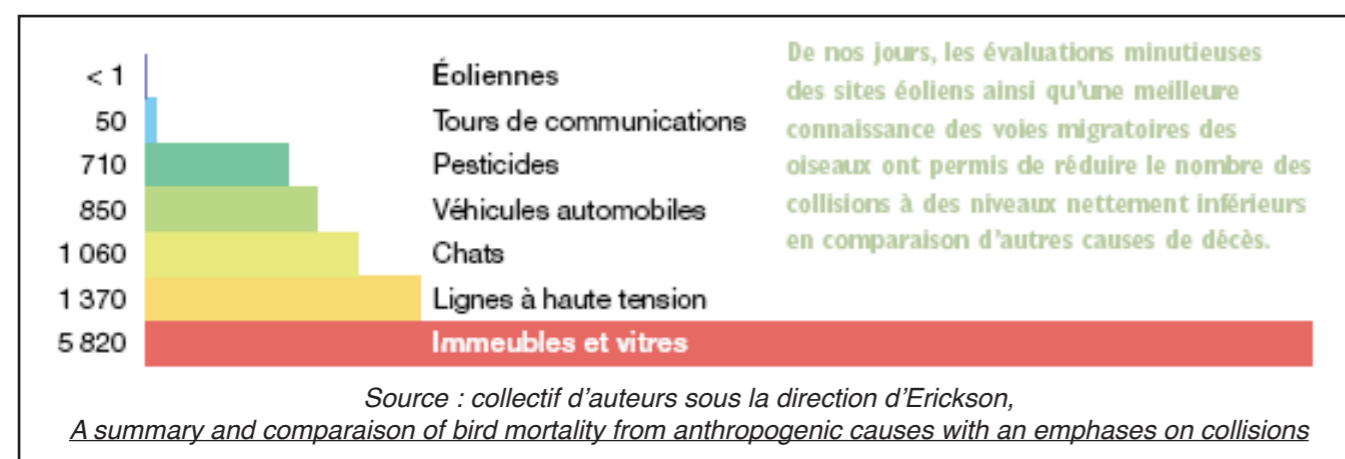 < 1 Éoliennes
50 Tours de communications
710 Pesticides
850 Véhicules automobiles
1 060 Chats
1 370 Lignes à haute tension
5 820 Immeubles et vitres
De nos jours, les évaluations minutieuses
des sites éoliens ainsi qu'une meilleure
connaissance des voies migratoires des
oiseaux ont permis de réduire le nombre des
collisions à des niveaux nettement inférieurs
en comparaison d'autres causes de décès.
Source : collectif d'auteurs sous la direction d'Erickson,
A summary and comparaison of bird mortality from anthropogenic causes with an emphases on collisions